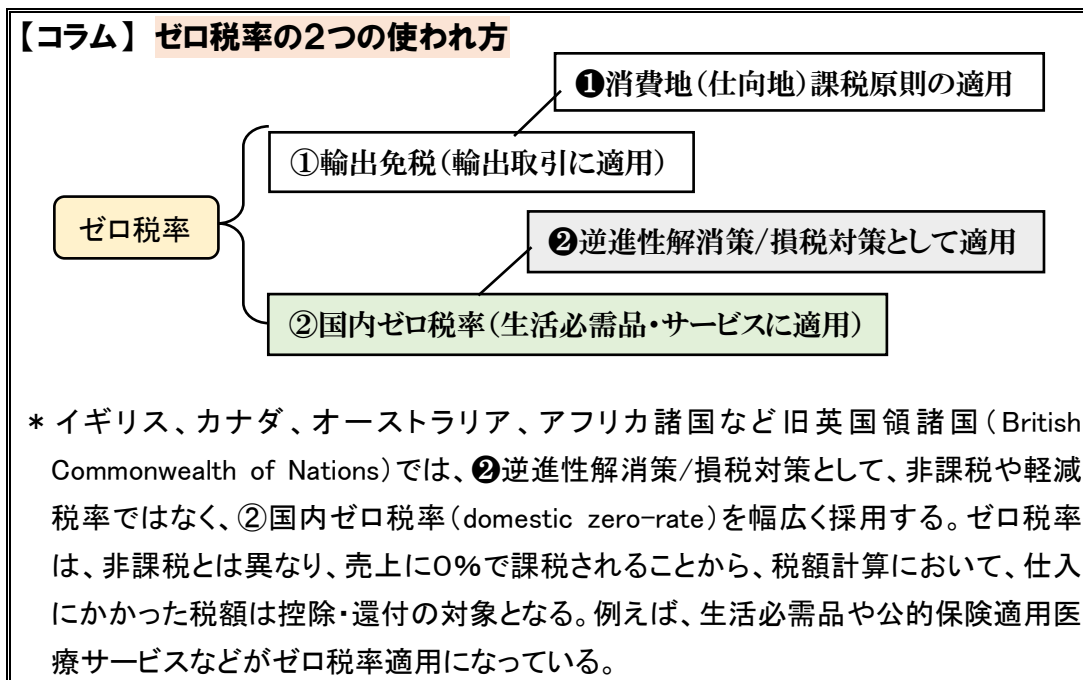 【コラム】 ゼロ税率の2つの使われ方
❶消費地(仕向地)課税原則の適用
①輸出免税(輸出取引に適用)
ゼロ税率
❷逆進性解消策/損税対策として適用
②国内ゼロ税率(生活必需品・サービスに適用)
* イギリス、カナダ、オーストラリア、アフリカ諸国など旧英国領諸国(British
Commonwealth of Nations)では、❷逆進性解消策/損税対策として、非課税や軽減
税率ではなく、②国内ゼロ税率(domestic zero-rate)を幅広く採用する。ゼロ税率
は、非課税とは異なり、売上に0%で課税されることから、税額計算において、仕入
にかかった税額は控除・還付の対象となる。例えば、生活必需品や公的保険適用医
療サービスなどがゼロ税率適用になっている。